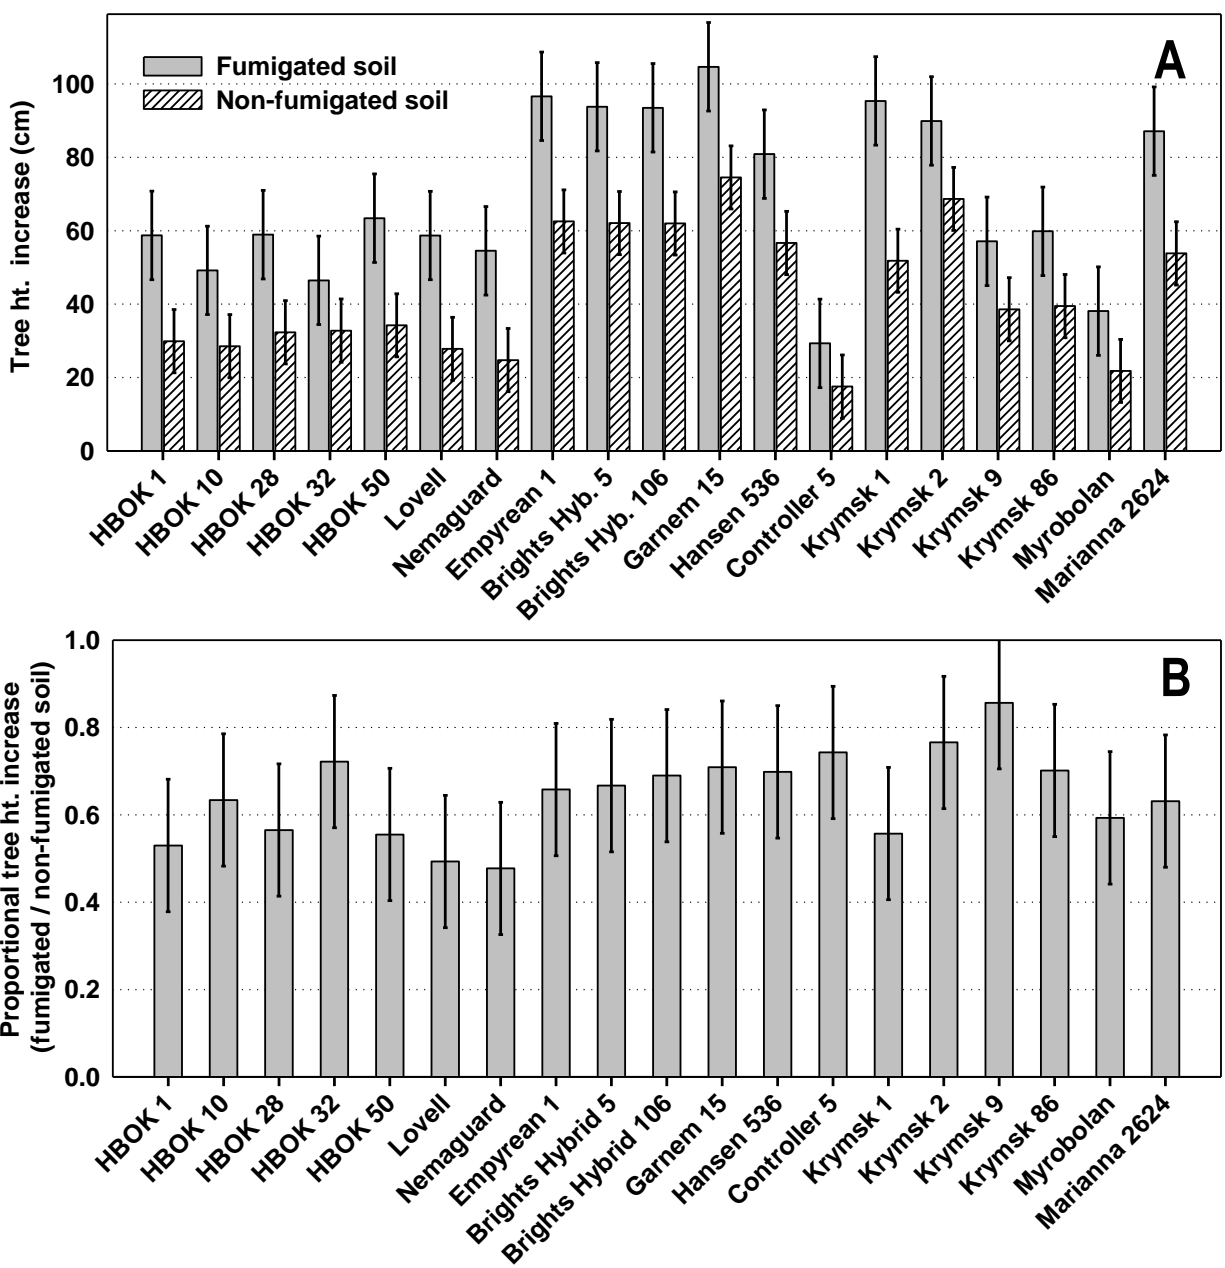 A
Fumigated soil
Non-fumigated soil
Tree ht. increase (cm)
100
80
60
40
20
0
HBOK 1
HBOK 10
HBOK 28
HBOK 32
HBOK 50
Lovell
Nemaguard
Empyrean 1
Brights Hyb. 5
Brights Hyb. 106
Garnem 15
Hansen 536
Controller 5
Krymsk 1
Krymsk 2
Krymsk 9
Krymsk 86
Myrobolan
Marianna 2624
B
Proportional tree ht. increase
(fumigated / non-fumigated soil)
1.0
0.8
0.6
0.4
0.2
0.0
HBOK 1
HBOK 10
HBOK 28
HBOK 32
HBOK 50
Lovell
Nemaguard
Empyrean 1
Brights Hybrid 5
Brights Hybrid 106
Garnem 15
Hansen 536
Controller 5
Krymsk 1
Krymsk 2
Krymsk 9
Krymsk 86
Myrobolan
Marianna 2624